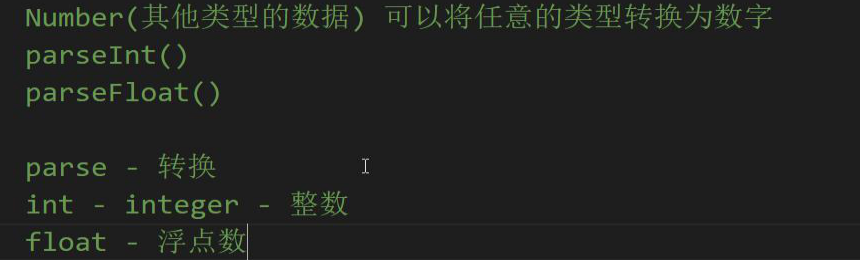 Number(其他类型的数据) 可以将任意的类型转换为数字
parseInt()
parseFloat()
parse - 转换
int - integer - 整数
float - 浮点数